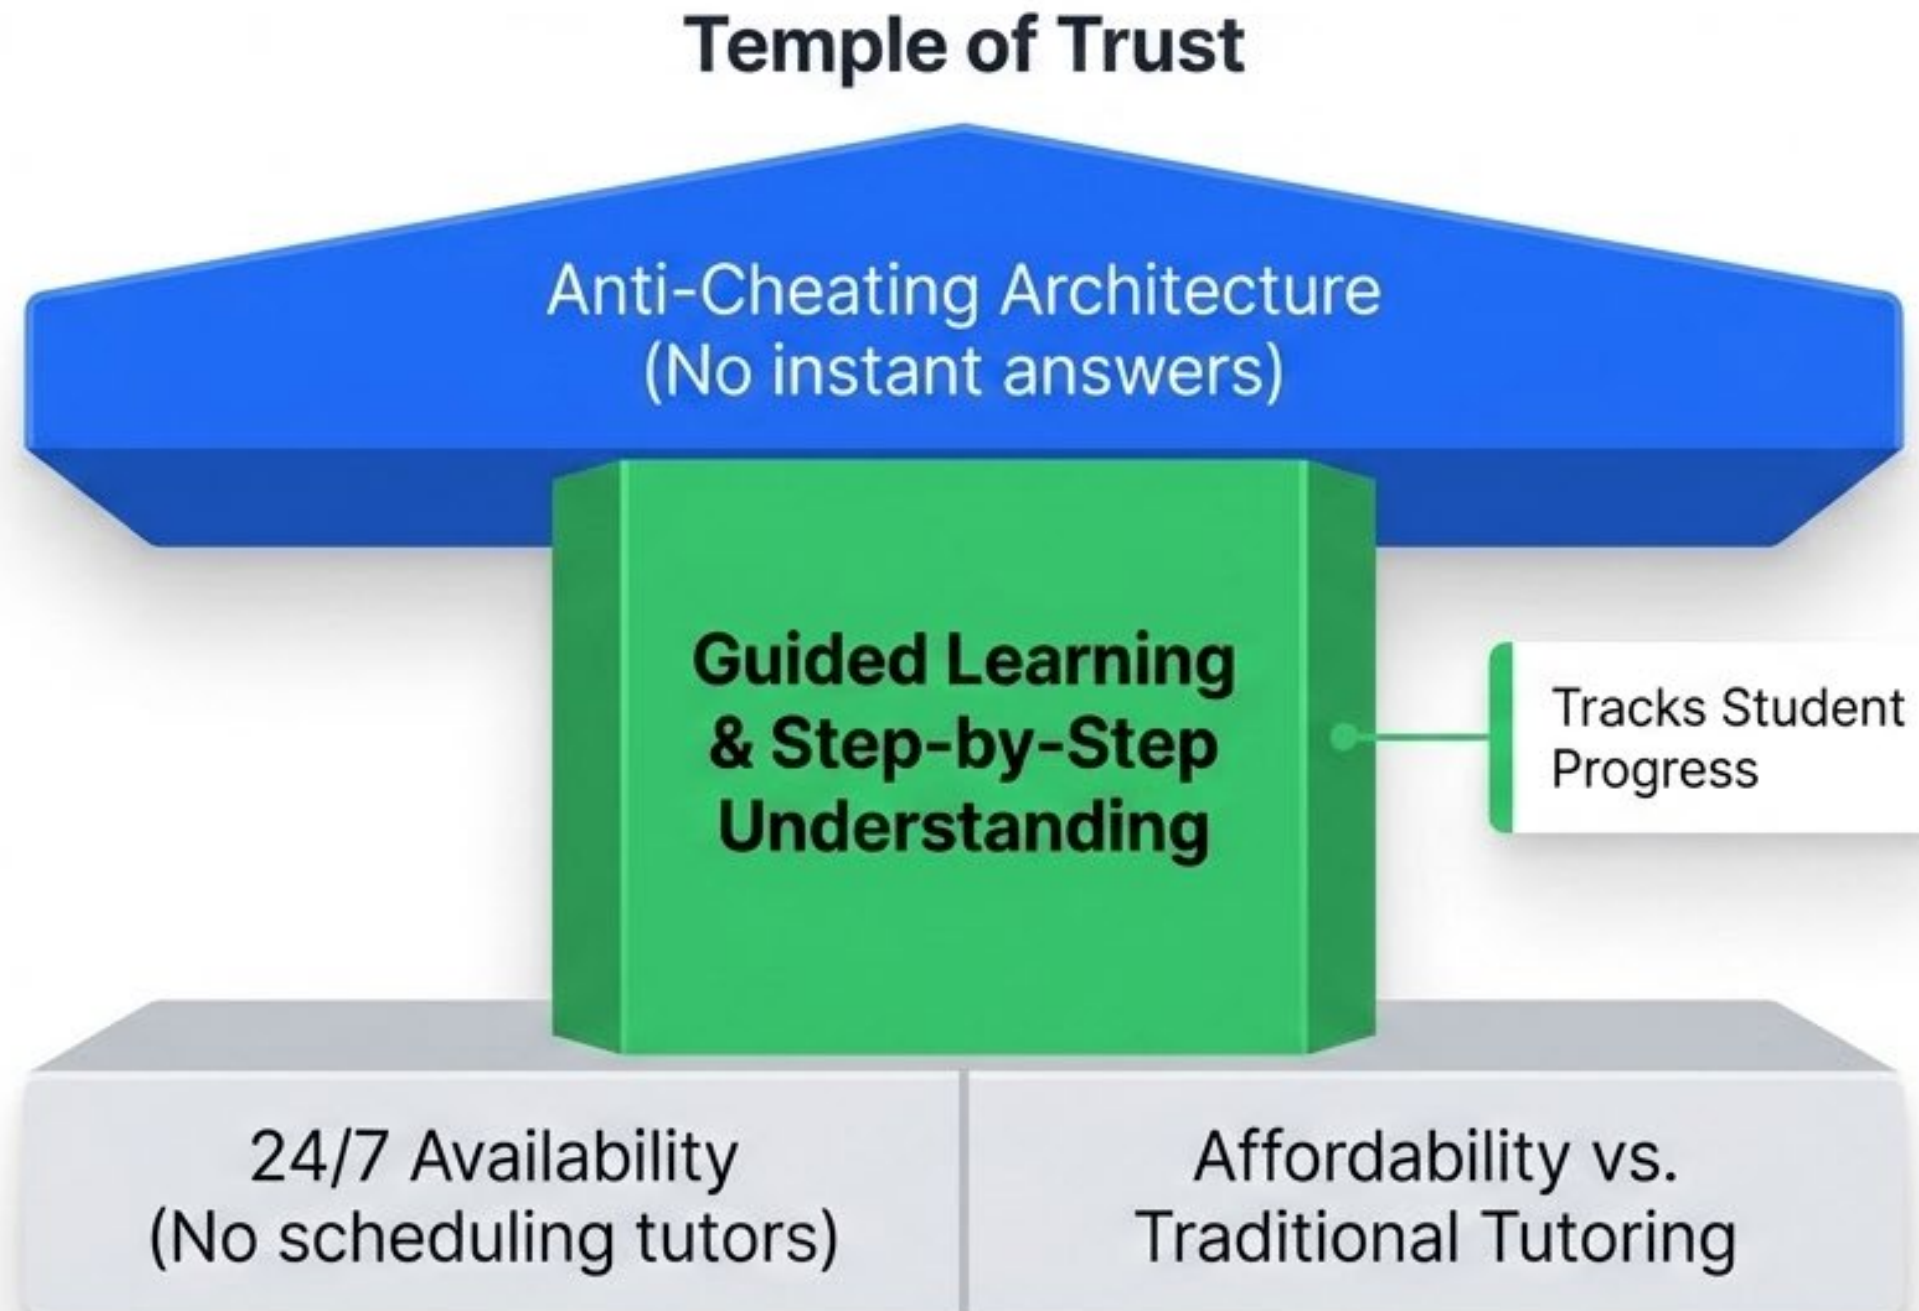 Temple of Trust
Anti-Cheating Architecture
(No instant answers)
Guided Learning
& Step-by-Step
Understanding
Tracks Student
Progress
24/7 Availability
(No scheduling tutors)
Affordability vs.
Traditional Tutoring